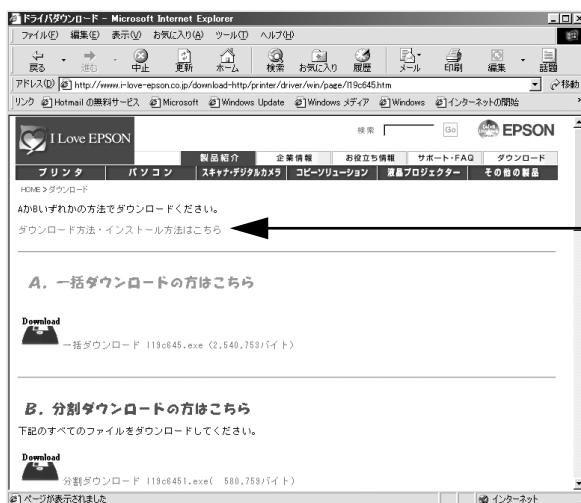 ドライバダウンロード - Microsoft Internet Explorer
ファイル(F) 編集(E) 表示(V) お気に入り(A) ツール(T) ヘルプ(H)
戻る 進む 中止 更新 ホーム 検索 お気に入り 履歴 メール 印刷 編集 話題
アドレス(D) http://www.i-love-epson.co.jp/download-http/printer/driver/win/page/l19c645.htm 移動
リンク Hotmail の無料サービス Microsoft Windows Update Windows メディア Windows インターネットの開始
I Love EPSON 検索 Go EPSON
製品紹介 企業情報 お役立ち情報 サポート・FAQ ダウンロード
プリンタ パソコン スキャナ・デジタルカメラ コピーソリューション 液晶プロジェクター その他の製品
HOME > ダウンロード
AかBいずれかの方法でダウンロードください。
ダウンロード方法・インストール方法はこちら
A. 一括ダウンロードの方はこちら
Download
一括ダウンロード l19c645.exe (2,540,753バイト)
B. 分割ダウンロードの方はこちら
下記のすべてのファイルをダウンロードしてください。
Download
分割ダウンロード l19c6451.exe( 580,759バイト)
ページが表示されました インターネット